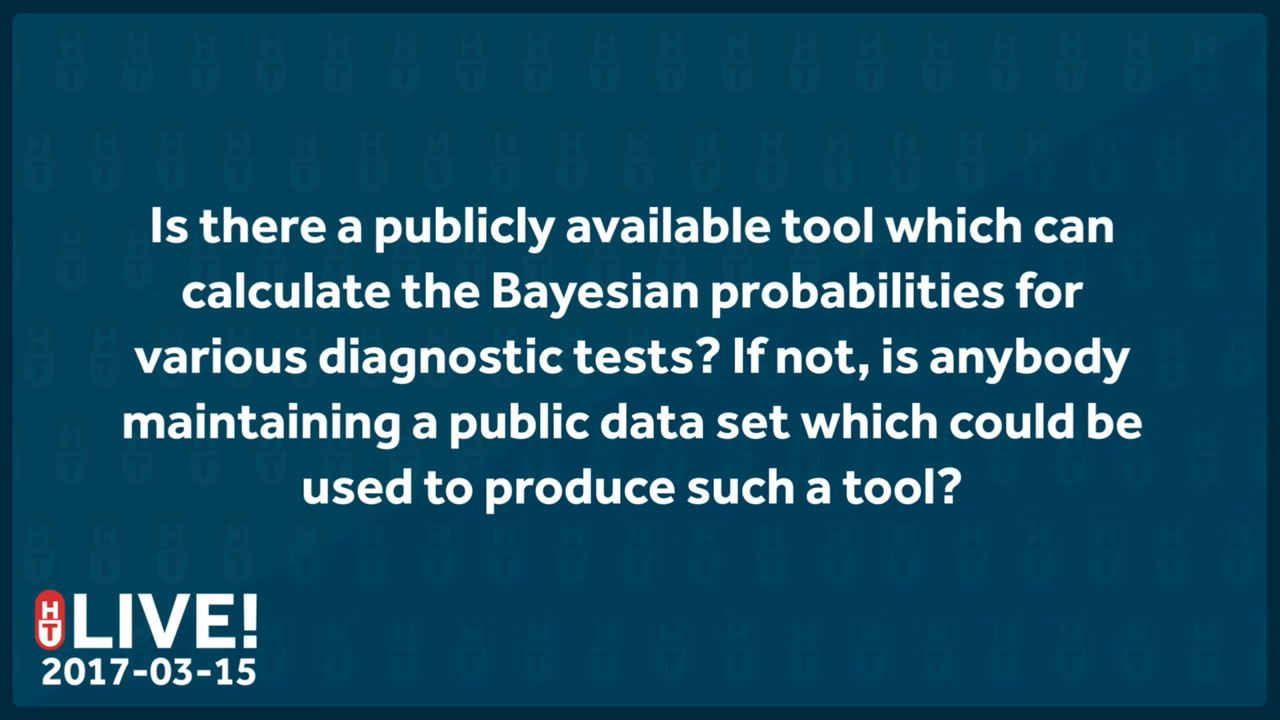 Is there a publicly available tool which can
calculate the Bayesian probabilities for
various diagnostic tests? If not, is anybody
maintaining a public data set which could be
used to produce such a tool?
HT LIVE!
2017-03-15